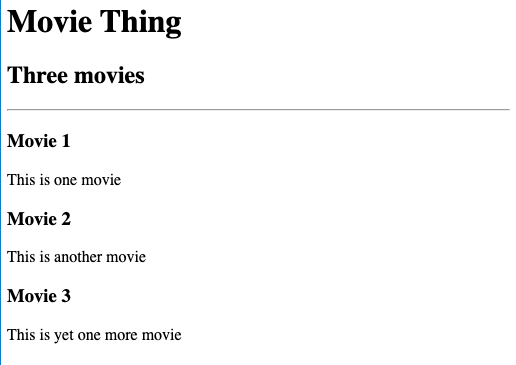 Movie Thing
Three movies
Movie 1
This is one movie
Movie 2
This is another movie
Movie 3
This is yet one more movie